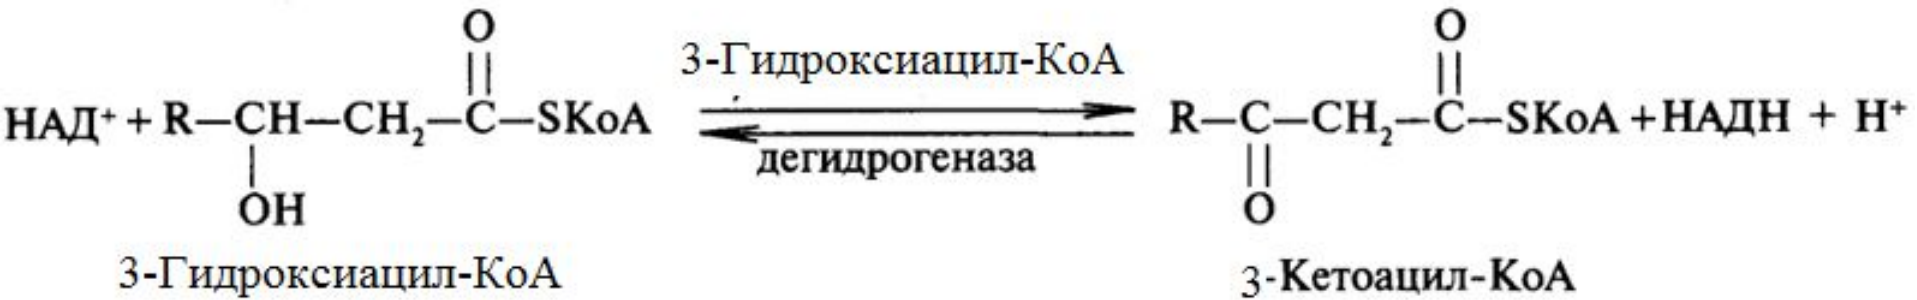 O O
3-Гидроксиацил-КоА
НАД⁺ + R—CH—CH₂—C—SKoA R—C—CH₂—C—SKoA + НАДН + Н⁺
дегидрогеназа
OH O
3-Гидроксиацил-КоА 3-Кетоацил-КоА